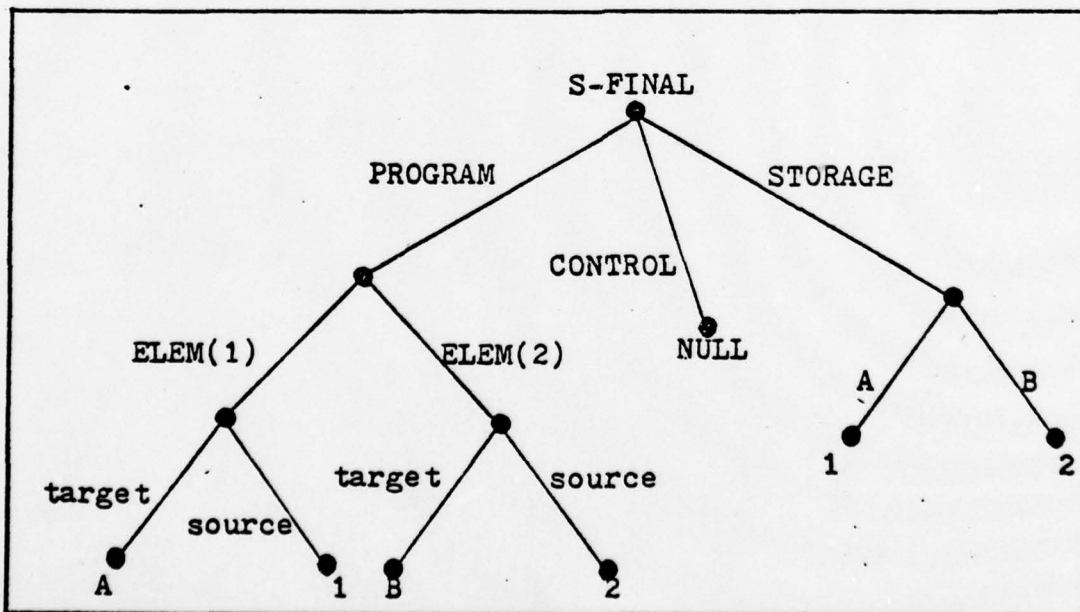 S-FINAL
PROGRAM
STORAGE
CONTROL
NULL
ELEM(1)
ELEM(2)
A
B
1
2
target
source
target
source
A
1
B
2